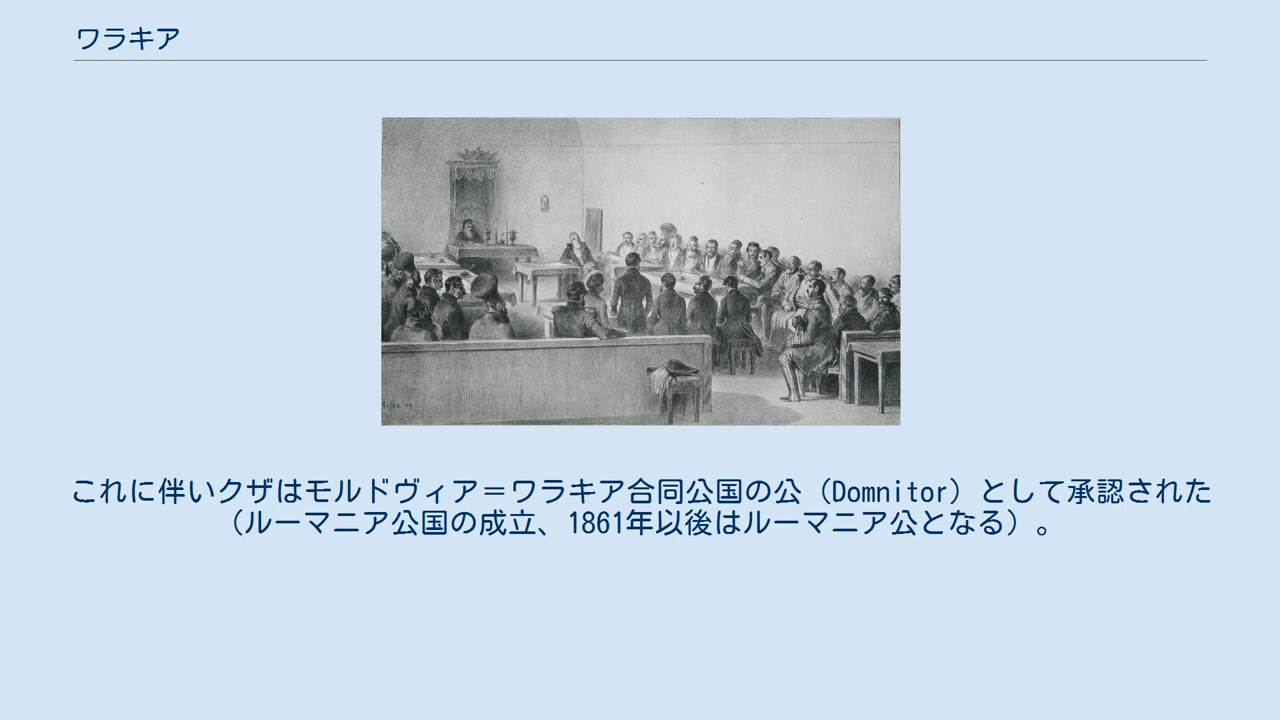 ワラキア
これに伴いクザはモルドヴィア＝ワラキア合同公国の公（Domnitor）として承認された
（ルーマニア公国の成立、1861年以後はルーマニア公となる）。